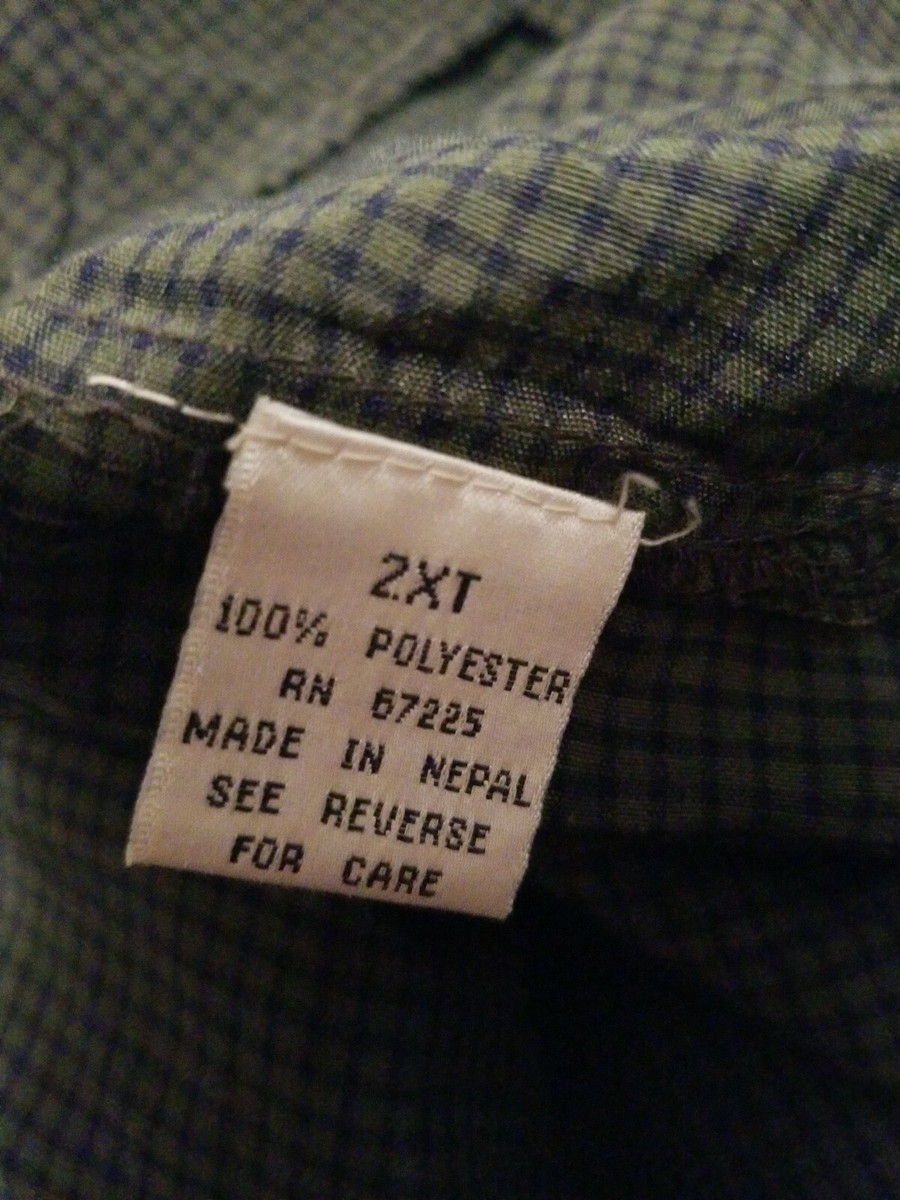 2XT
100% POLYESTER
RN 67225
MADE IN NEPAL
SEE REVERSE
FOR CARE